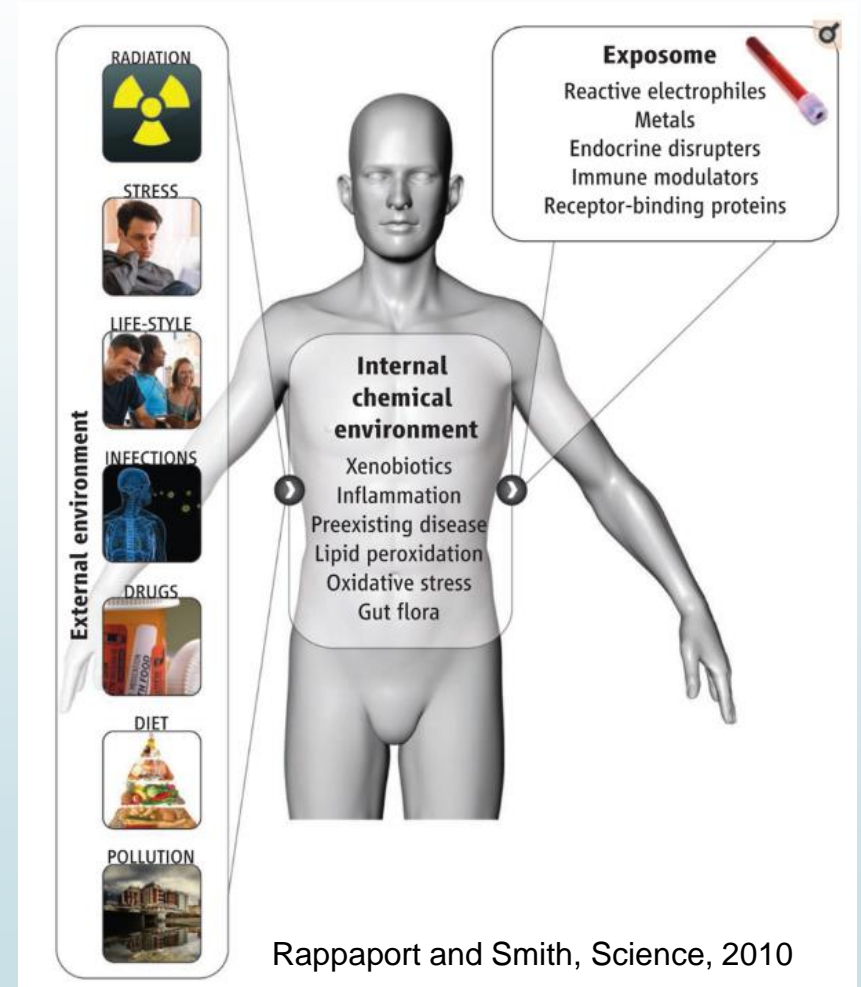 RADIATION
STRESS
LIFE-STYLE
INFECTIONS
DRUGS
DIET
POLLUTION
External environment
Exposome
Reactive electrophiles
Metals
Endocrine disrupters
Immune modulators
Receptor-binding proteins
Internal
chemical
environment
Xenobiotics
Inflammation
Preexisting disease
Lipid peroxidation
Oxidative stress
Gut flora
Rappaport and Smith, Science, 2010